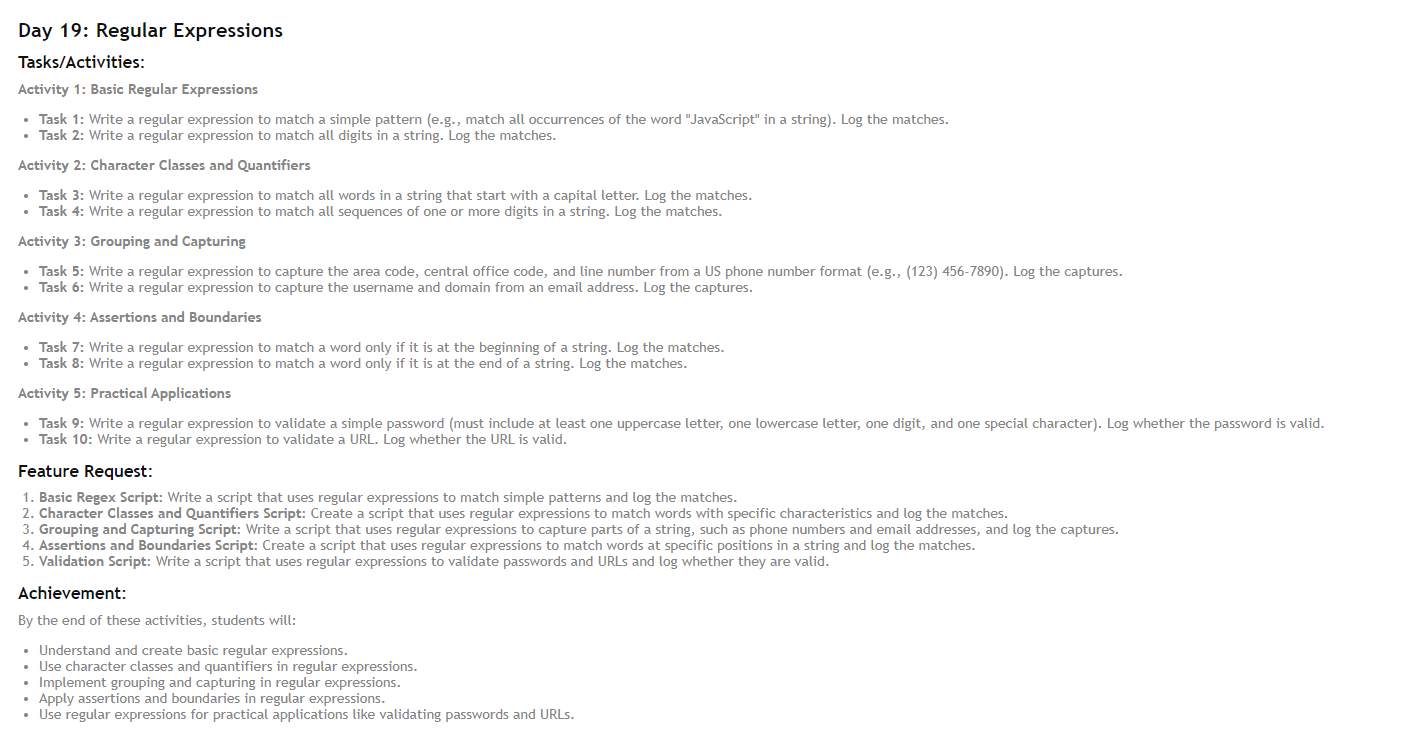 Day 19: Regular Expressions
Tasks/Activities:
Activity 1: Basic Regular Expressions
• Task 1: Write a regular expression to match a simple pattern (e.g., match all occurrences of the word "JavaScript" in a string). Log the matches.
• Task 2: Write a regular expression to match all digits in a string. Log the matches.
Activity 2: Character Classes and Quantifiers
• Task 3: Write a regular expression to match all words in a string that start with a capital letter. Log the matches.
• Task 4: Write a regular expression to match all sequences of one or more digits in a string. Log the matches.
Activity 3: Grouping and Capturing
• Task 5: Write a regular expression to capture the area code, central office code, and line number from a US phone number format (e.g., (123) 456-7890). Log the captures.
• Task 6: Write a regular expression to capture the username and domain from an email address. Log the captures.
Activity 4: Assertions and Boundaries
• Task 7: Write a regular expression to match a word only if it is at the beginning of a string. Log the matches.
• Task 8: Write a regular expression to match a word only if it is at the end of a string. Log the matches.
Activity 5: Practical Applications
• Task 9: Write a regular expression to validate a simple password (must include at least one uppercase letter, one lowercase letter, one digit, and one special character). Log whether the password is valid.
• Task 10: Write a regular expression to validate a URL. Log whether the URL is valid.
Feature Request:
1. Basic Regex Script: Write a script that uses regular expressions to match simple patterns and log the matches.
2. Character Classes and Quantifiers Script: Create a script that uses regular expressions to match words with specific characteristics and log the matches.
3. Grouping and Capturing Script: Write a script that uses regular expressions to capture parts of a string, such as phone numbers and email addresses, and log the captures.
4. Assertions and Boundaries Script: Create a script that uses regular expressions to match words at specific positions in a string and log the matches.
5. Validation Script: Write a script that uses regular expressions to validate passwords and URLs and log whether they are valid.
Achievement:
By the end of these activities, students will:
• Understand and create basic regular expressions.
• Use character classes and quantifiers in regular expressions.
• Implement grouping and capturing in regular expressions.
• Apply assertions and boundaries in regular expressions.
• Use regular expressions for practical applications like validating passwords and URLs.